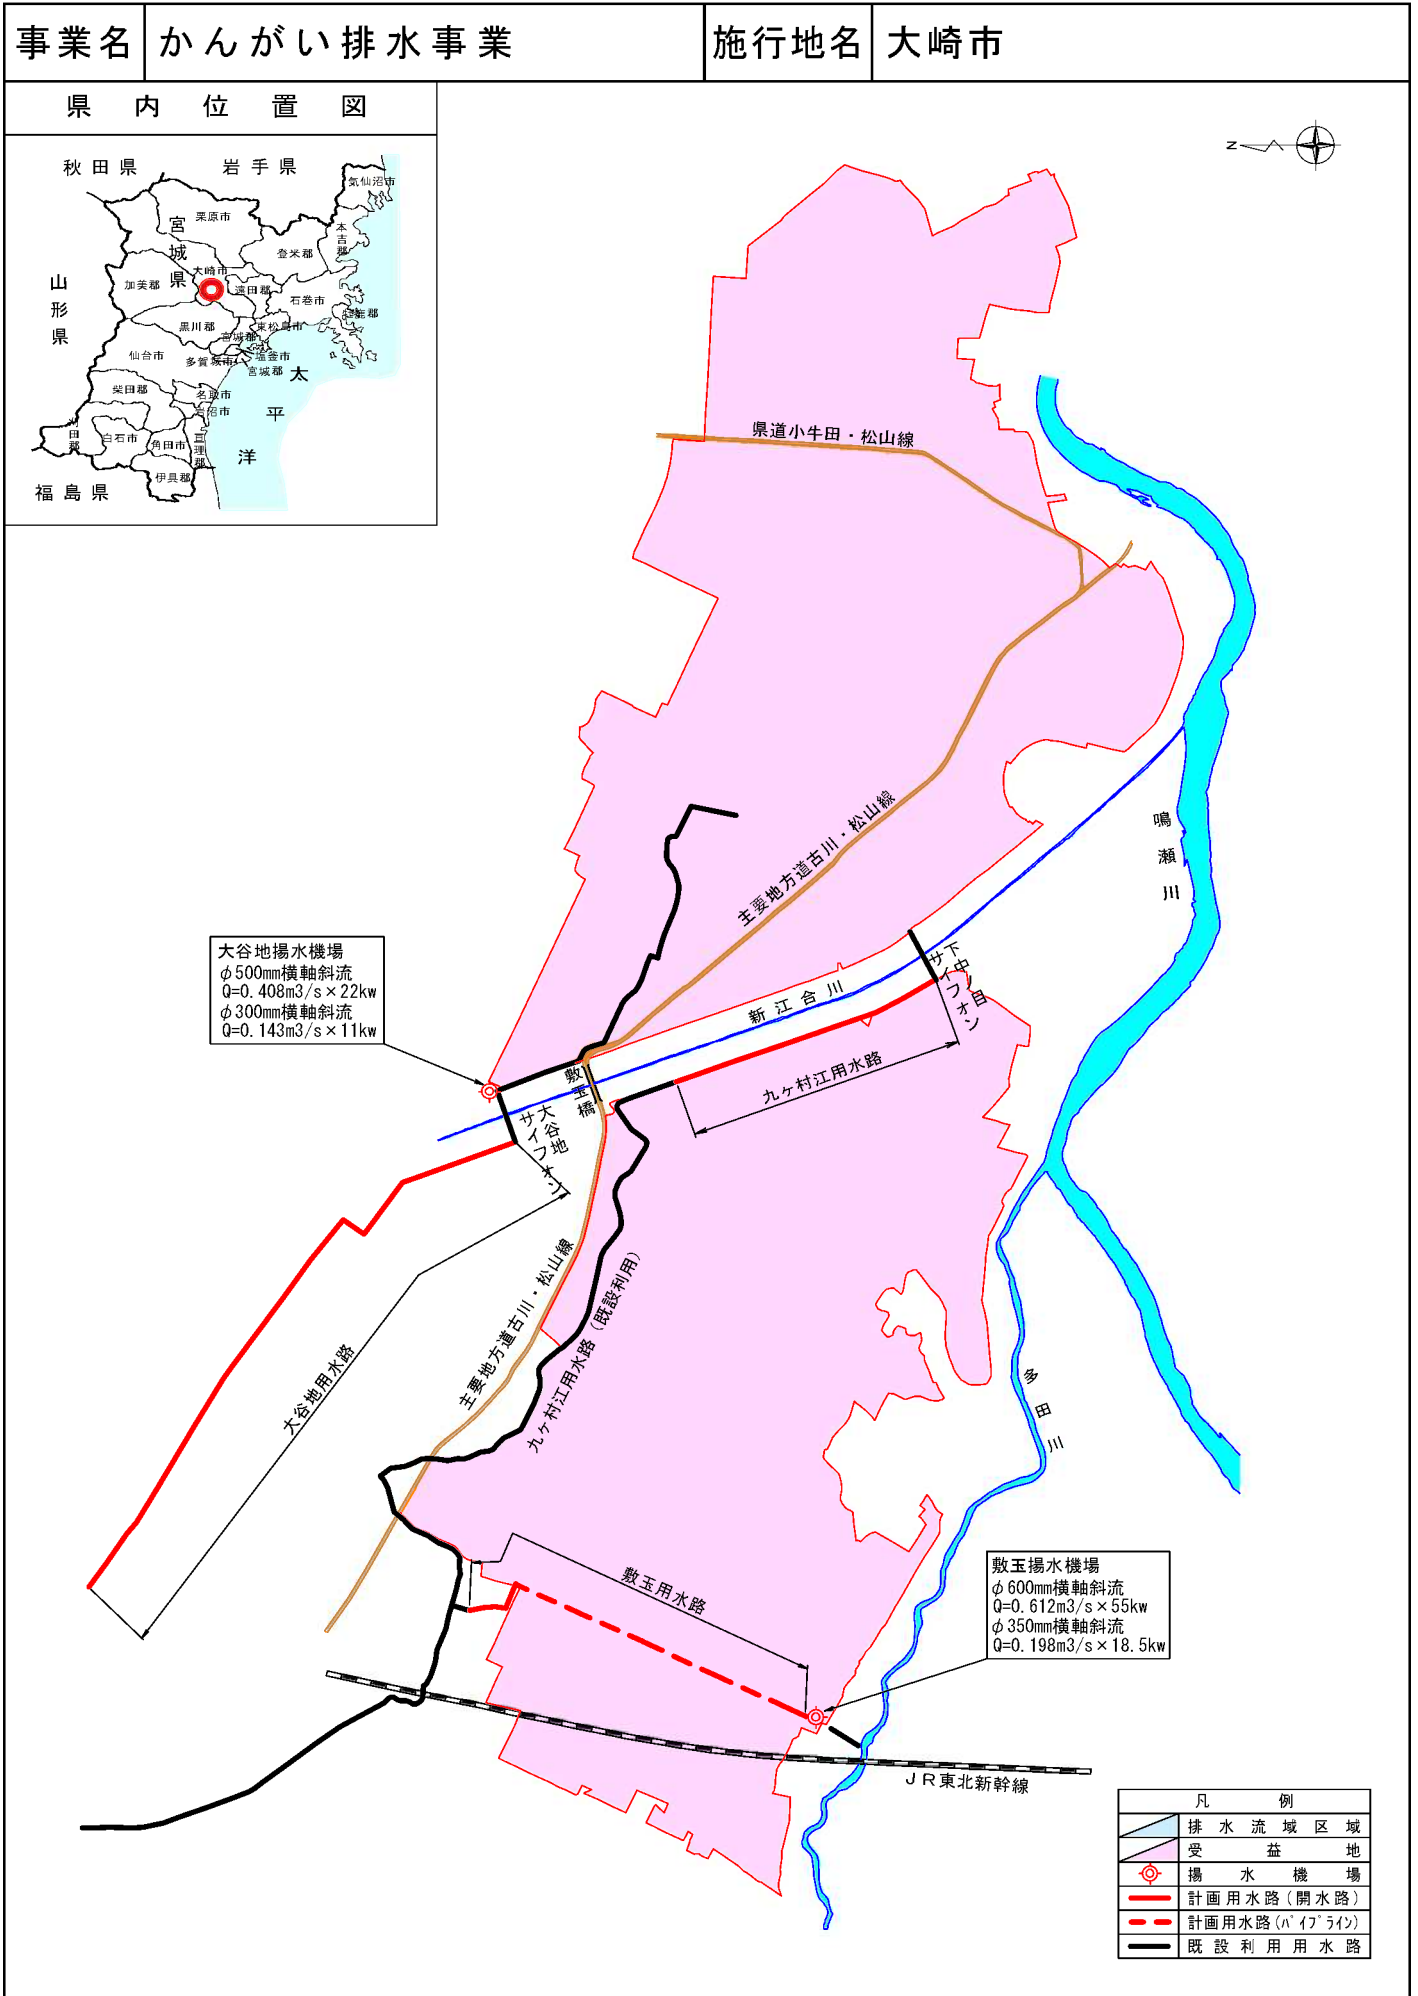 事業名 かんがい排水事業 施行地名 大崎市
県内位置図
秋田県 岩手県
気仙沼市
栗原市
宮城県
本吉郡
登米郡
大崎市
加美郡
遠田郡
石巻市
牡鹿郡
山形県
黒川郡
東松島市
宮城郡
仙台市
多賀城市
塩釜市
宮城郡
太平洋
柴田郡
名取市
岩沼市
刈田郡
白石市
角田市
亘理郡
伊具郡
福島県
Z
県道小牛田・松山線
主要地方道古川・松山線
鳴瀬川
大谷地揚水機場
φ500mm横軸斜流
Q=0.408m3/s×22kw
φ300mm横軸斜流
Q=0.143m3/s×11kw
新江合川
下中ノ目
サイフォン
敷玉橋
九ヶ村江用水路
大谷地
サイフォン
主要地方道古川・松山線
九ヶ村江用水路(既設利用)
大谷地用水路
多田川
敷玉用水路
敷玉揚水機場
φ600mm横軸斜流
Q=0.612m3/s×55kw
φ350mm横軸斜流
Q=0.198m3/s×18.5kw
JR東北新幹線
凡例
排水流域区域
受益地
揚水機場
計画用水路(開水路)
計画用水路(パイプライン)
既設利用用水路